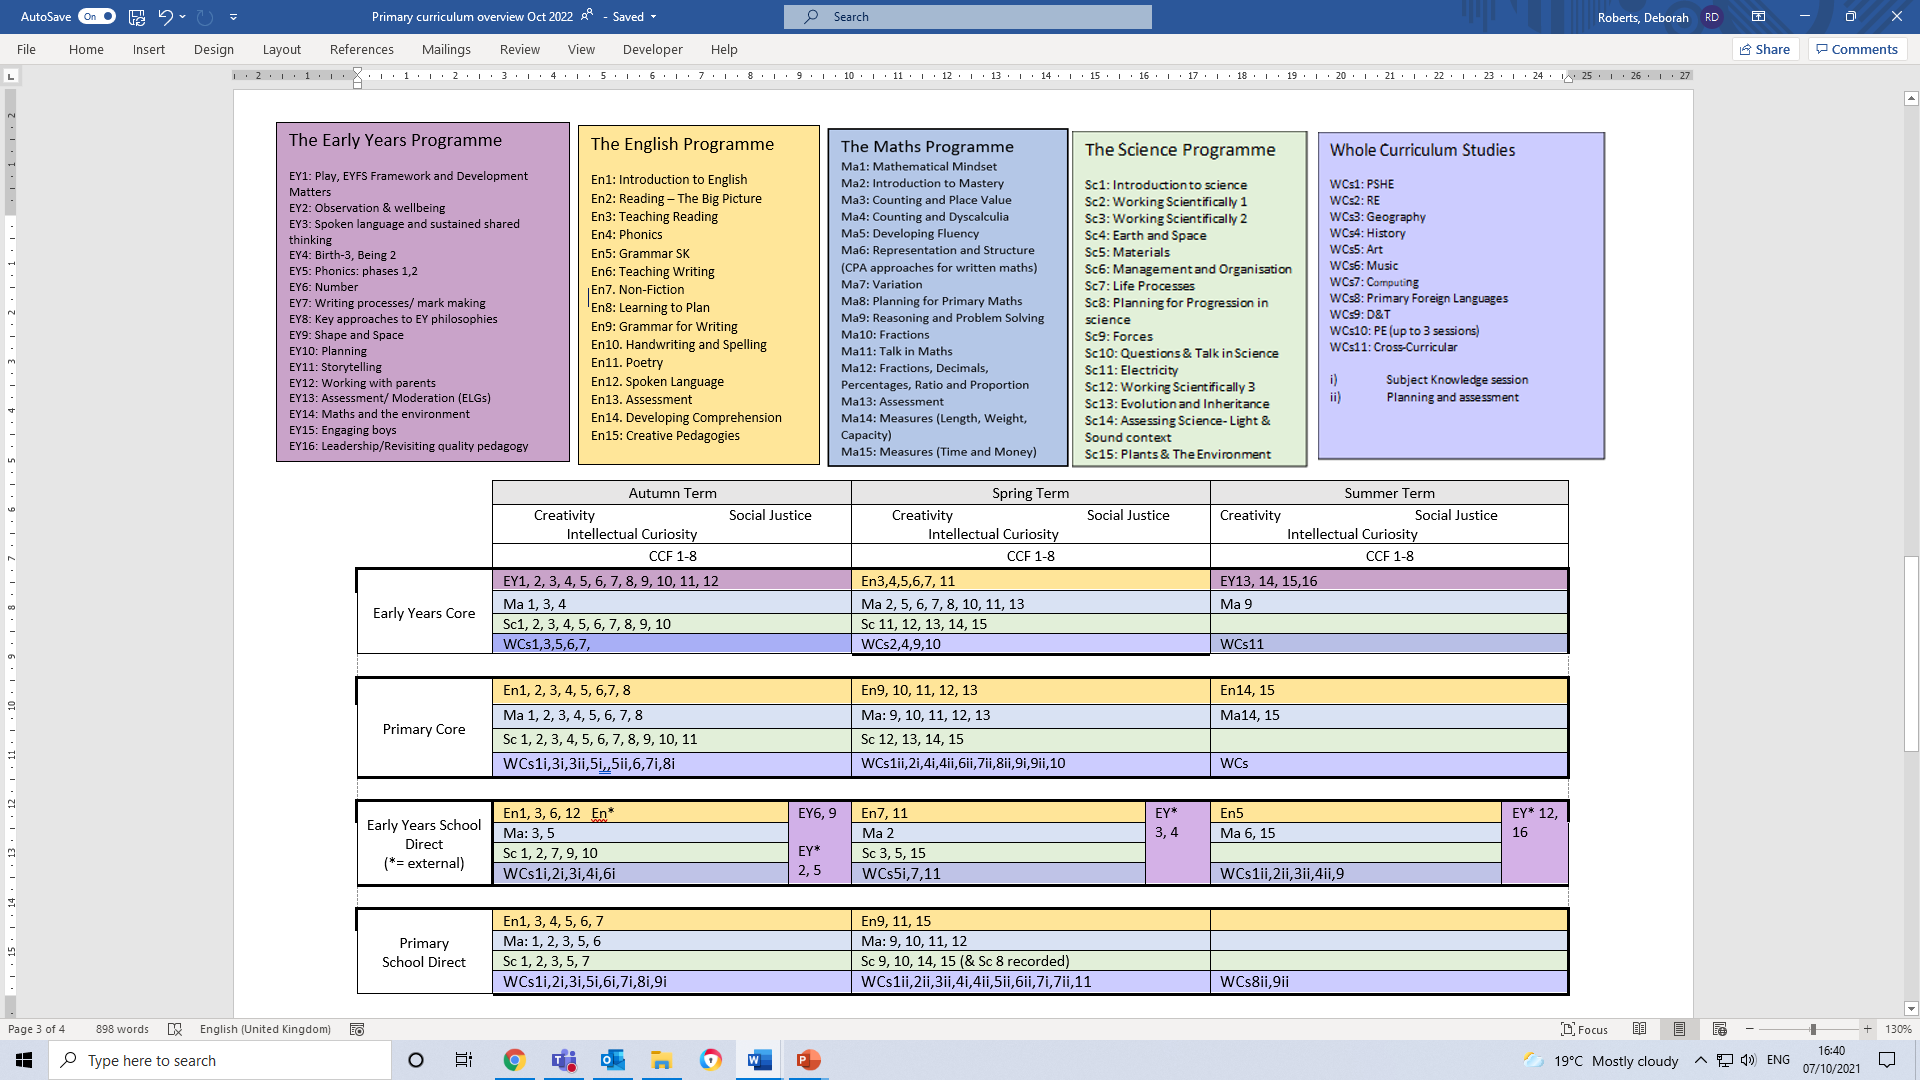 AutoSave On Primary curriculum overview Oct 2022 - Saved Search Roberts, Deborah RD
File Home Insert Design Layout References Mailings Review View Developer Help Share Comments
2 1 1 2 3 4 5 6 7 8 9 10 11 12 13 14 15 16 17 18 19 20 21 22 23 24 25 26 27
The Early Years Programme
EY1: Play, EYFS Framework and Development
Matters
EY2: Observation & wellbeing
EY3: Spoken language and sustained shared
thinking
EY4: Birth-3, Being 2
EY5: Phonics: phases 1,2
EY6: Number
EY7: Writing processes/ mark making
EY8: Key approaches to EY philosophies
EY9: Shape and Space
EY10: Planning
EY11: Storytelling
EY12: Working with parents
EY13: Assessment/ Moderation (ELGs)
EY14: Maths and the environment
EY15: Engaging boys
EY16: Leadership/Revisiting quality pedagogy
The English Programme
En1: Introduction to English
En2: Reading – The Big Picture
En3: Teaching Reading
En4: Phonics
En5: Grammar SK
En6: Teaching Writing
En7. Non-Fiction
En8: Learning to Plan
En9: Grammar for Writing
En10. Handwriting and Spelling
En11. Poetry
En12. Spoken Language
En13. Assessment
En14. Developing Comprehension
En15: Creative Pedagogies
The Maths Programme
Ma1: Mathematical Mindset
Ma2: Introduction to Mastery
Ma3: Counting and Place Value
Ma4: Counting and Dyscalculia
Ma5: Developing Fluency
Ma6: Representation and Structure
(CPA approaches for written maths)
Ma7: Variation
Ma8: Planning for Primary Maths
Ma9: Reasoning and Problem Solving
Ma10: Fractions
Ma11: Talk in Maths
Ma12: Fractions, Decimals,
Percentages, Ratio and Proportion
Ma13: Assessment
Ma14: Measures (Length, Weight,
Capacity)
Ma15: Measures (Time and Money)
The Science Programme
Sc1: Introduction to science
Sc2: Working Scientifically 1
Sc3: Working Scientifically 2
Sc4: Earth and Space
Sc5: Materials
Sc6: Management and Organisation
Sc7: Life Processes
Sc8: Planning for Progression in
science
Sc9: Forces
Sc10: Questions & Talk in Science
Sc11: Electricity
Sc12: Working Scientifically 3
Sc13: Evolution and Inheritance
Sc14: Assessing Science- Light &
Sound context
Sc15: Plants & The Environment
Whole Curriculum Studies
WCs1: PSHE
WCs2: RE
WCs3: Geography
WCs4: History
WCs5: Art
WCs6: Music
WCs7: Computing
WCs8: Primary Foreign Languages
WCs9: D&T
WCs10: PE (up to 3 sessions)
WCs11: Cross-Curricular
i) Subject Knowledge session
ii) Planning and assessment
Autumn Term Spring Term Summer Term
Creativity Social Justice Creativity Social Justice Creativity Social Justice
Intellectual Curiosity Intellectual Curiosity Intellectual Curiosity
CCF 1-8 CCF 1-8 CCF 1-8
Early Years Core
EY1, 2, 3, 4, 5, 6, 7, 8, 9, 10, 11, 12 En3,4,5,6,7, 11 EY13, 14, 15,16
Ma 1, 3, 4 Ma 2, 5, 6, 7, 8, 10, 11, 13 Ma 9
Sc1, 2, 3, 4, 5, 6, 7, 8, 9, 10 Sc 11, 12, 13, 14, 15
WCs1,3,5,6,7, WCs2,4,9,10 WCs11
Primary Core
En1, 2, 3, 4, 5, 6,7, 8 En9, 10, 11, 12, 13 En14, 15
Ma 1, 2, 3, 4, 5, 6, 7, 8 Ma: 9, 10, 11, 12, 13 Ma14, 15
Sc 1, 2, 3, 4, 5, 6, 7, 8, 9, 10, 11 Sc 12, 13, 14, 15
WCs1i,3i,3ii,5i,,5ii,6,7i,8i WCs1ii,2i,4i,4ii,6ii,7ii,8ii,9i,9ii,10 WCs
Early Years School
Direct
(*= external)
En1, 3, 6, 12 En* EY6, 9 En7, 11 EY* En5 EY* 12,
Ma: 3, 5 Ma 2 3, 4 Ma 6, 15 16
Sc 1, 2, 7, 9, 10 EY* Sc 3, 5, 15
WCs1i,2i,3i,4i,6i 2, 5 WCs5i,7,11 WCs1ii,2ii,3ii,4ii,9
Primary
School Direct
En1, 3, 4, 5, 6, 7 En9, 11, 15
Ma: 1, 2, 3, 5, 6 Ma: 9, 10, 11, 12
Sc 1, 2, 3, 5, 7 Sc 9, 10, 14, 15 (& Sc 8 recorded)
WCs1i,2i,3i,5i,6i,7i,8i,9i WCs1ii,2ii,3ii,4i,4ii,5ii,6ii,7i,7ii,11 WCs8ii,9ii
Page 3 of 4 898 words English (United Kingdom) Focus 130%
Type here to search 19°C Mostly cloudy ENG 16:40
07/10/2021